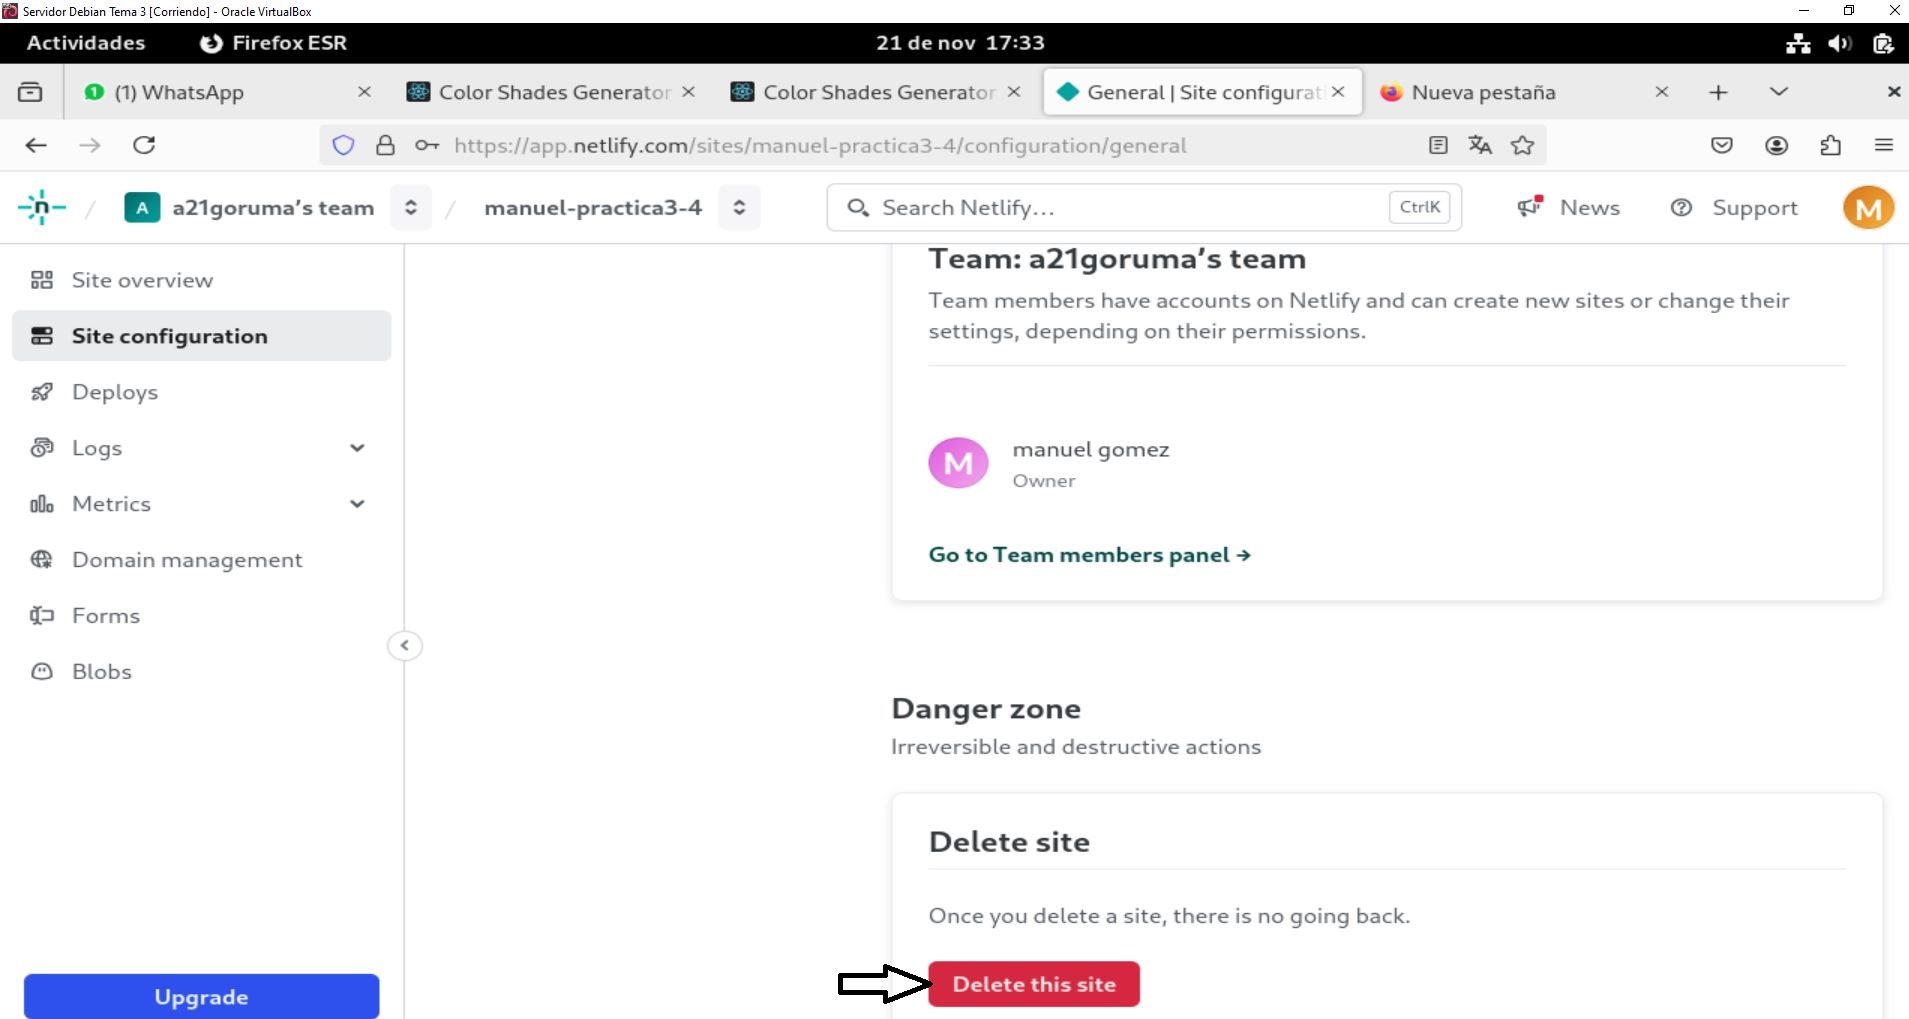 Servidor Debian Tema 3 [Corriendo] - Oracle VirtualBox
Actividades Firefox ESR 21 de nov 17:33
(1) WhatsApp Color Shades Generator Color Shades Generator General | Site configurati Nueva pestaña
https://app.netlify.com/sites/manuel-practica3-4/configuration/general
n / A a21goruma's team / manuel-practica3-4 Search Netlify... CtrlK News Support M
Site overview
Site configuration
Deploys
Logs
Metrics
Domain management
Forms
Blobs
Upgrade
Team: a21goruma's team
Team members have accounts on Netlify and can create new sites or change their
settings, depending on their permissions.
M
manuel gomez
Owner
Go to Team members panel →
Danger zone
Irreversible and destructive actions
Delete site
Once you delete a site, there is no going back.
Delete this site